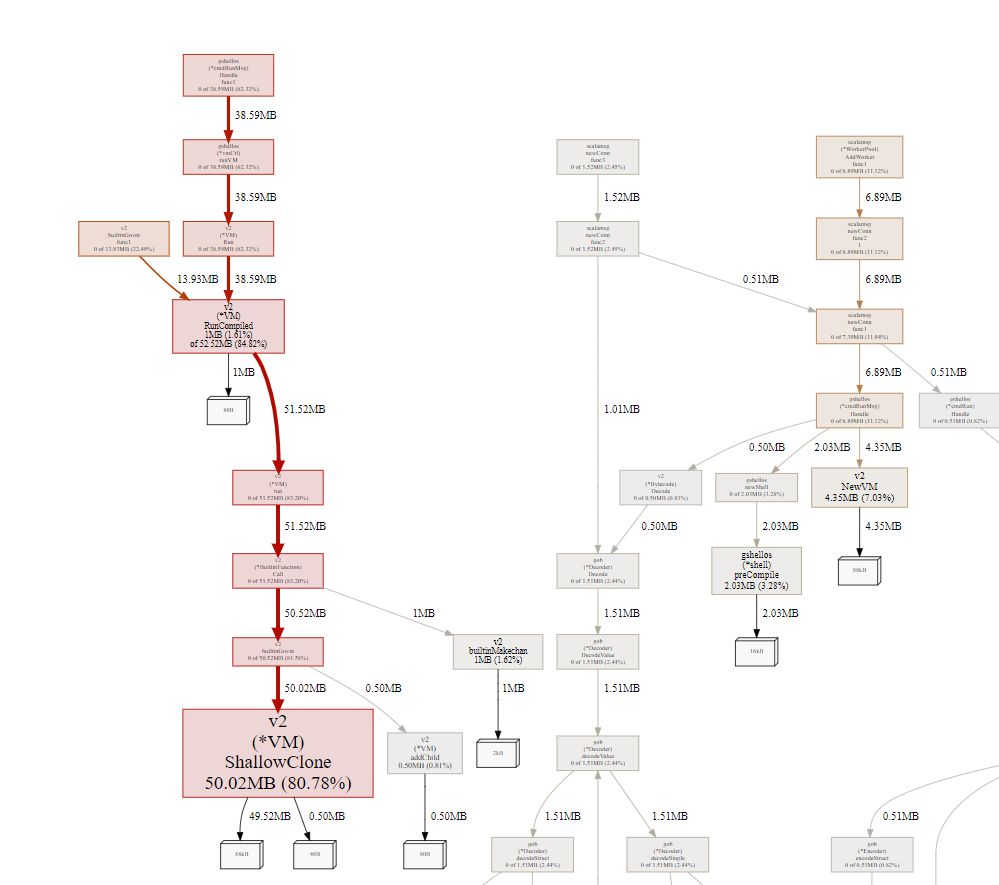 gshellos
(*cmdRunMsg)
Handle
func1
0 of 38.59MB (62.32%)
38.59MB
gshellos
(*vmCtl)
runVM
0 of 38.59MB (62.32%)
38.59MB
v2
builtinGovm
func1
0 of 13.93MB (22.49%)
v2
(*VM)
Run
0 of 38.59MB (62.32%)
13.93MB
38.59MB
v2
(*VM)
RunCompiled
1MB (1.61%)
of 52.52MB (84.82%)
1MB
80B
51.52MB
v2
(*VM)
run
0 of 51.52MB (83.20%)
51.52MB
v2
(*BuiltinFunction)
Call
0 of 51.52MB (83.20%)
50.52MB
1MB
v2
builtinGovm
0 of 50.52MB (81.58%)
v2
builtinMakechan
1MB (1.62%)
50.02MB
0.50MB
1MB
v2
(*VM)
ShallowClone
50.02MB (80.78%)
v2
(*VM)
addChild
0.50MB (0.81%)
2kB
49.52MB
0.50MB
0.50MB
88kB
48B
80B
scalamsg
newConn
func3
0 of 1.52MB (2.45%)
1.52MB
scalamsg
newConn
func2
0 of 1.52MB (2.45%)
0.51MB
1.01MB
scalamsg
(*WorkerPool)
AddWorker
func1
0 of 6.89MB (11.12%)
6.89MB
scalamsg
newConn
func2
1
0 of 6.89MB (11.12%)
6.89MB
scalamsg
newConn
func1
0 of 7.39MB (11.94%)
6.89MB
0.51MB
gshellos
(*cmdRunMsg)
Handle
0 of 6.89MB (11.12%)
gshellos
(*cmdRun)
Handle
0 of 0.51MB (0.82%)
0.50MB
2.03MB
4.35MB
v2
(*Bytecode)
Decode
0 of 0.50MB (0.81%)
gshellos
newShell
0 of 2.03MB (3.28%)
v2
NewVM
4.35MB (7.03%)
0.50MB
2.03MB
4.35MB
gob
(*Decoder)
Decode
0 of 1.51MB (2.44%)
gshellos
(*shell)
preCompile
2.03MB (3.28%)
88kB
1.51MB
2.03MB
gob
(*Decoder)
DecodeValue
0 of 1.51MB (2.44%)
16kB
1.51MB
gob
(*Decoder)
decodeValue
0 of 1.51MB (2.44%)
1.51MB
1.51MB
0.51MB
gob
(*Decoder)
decodeStruct
0 of 1.51MB (2.44%)
gob
(*Decoder)
decodeSingle
0 of 1.51MB (2.44%)
gob
(*Encoder)
encodeStruct
0 of 0.51MB (0.82%)